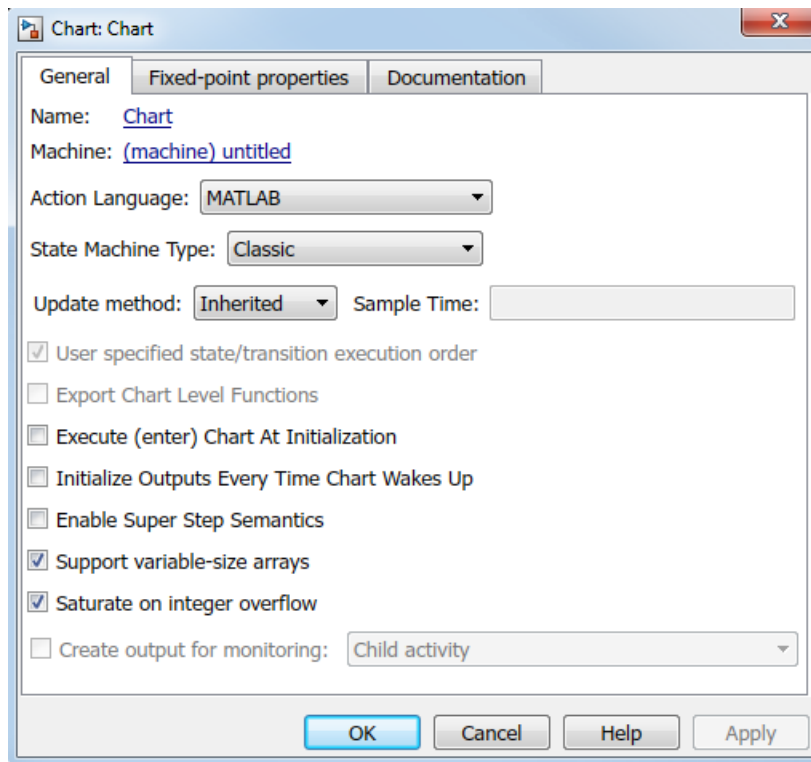 Chart: Chart
General Fixed-point properties Documentation
Name: Chart
Machine: (machine) untitled
Action Language: MATLAB
State Machine Type: Classic
Update method: Inherited Sample Time:
User specified state/transition execution order
Export Chart Level Functions
Execute (enter) Chart At Initialization
Initialize Outputs Every Time Chart Wakes Up
Enable Super Step Semantics
Support variable-size arrays
Saturate on integer overflow
Create output for monitoring: Child activity
OK Cancel Help Apply